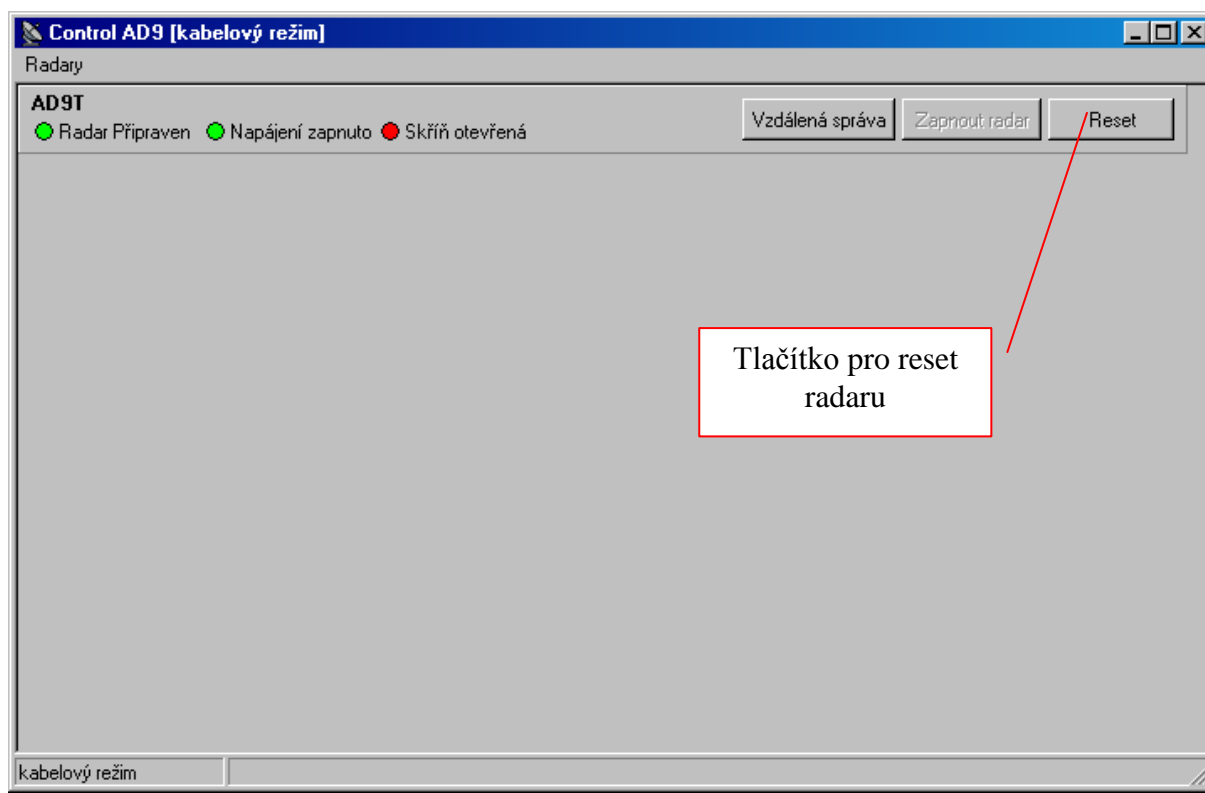 Control AD9 [kabelový režim]
Radary
AD9T
Radar Připraven Napájení zapnuto Skříň otevřená Vzdálená správa Zapnout radar Reset
Tlačítko pro reset
radaru
kabelový režim